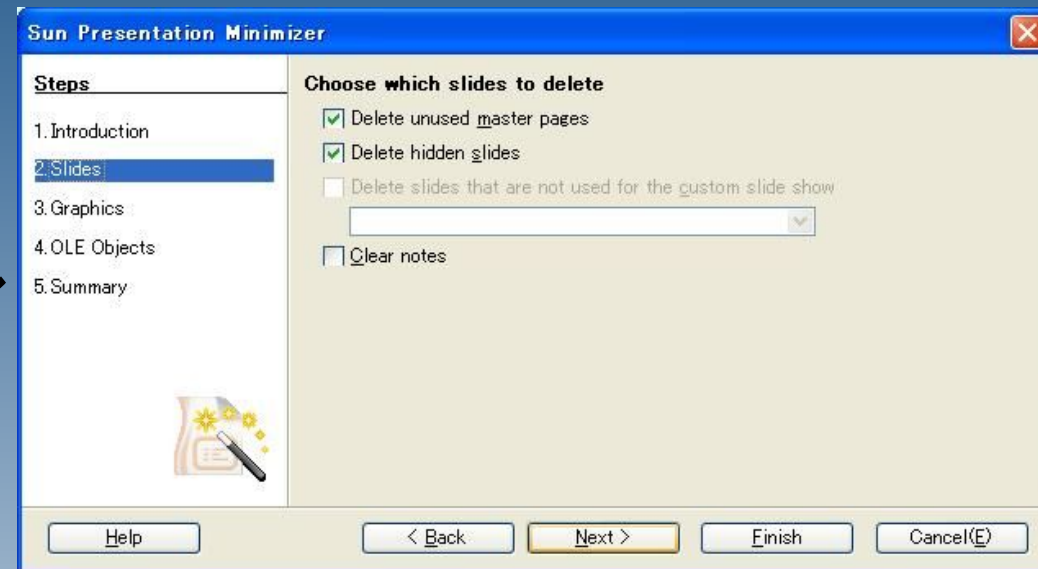 Sun Presentation Minimizer
Steps
1. Introduction
2. Slides
3. Graphics
4. OLE Objects
5. Summary
Choose which slides to delete
Delete unused master pages
Delete hidden slides
Delete slides that are not used for the custom slide show
Clear notes
Help
< Back
Next >
Finish
Cancel(E)